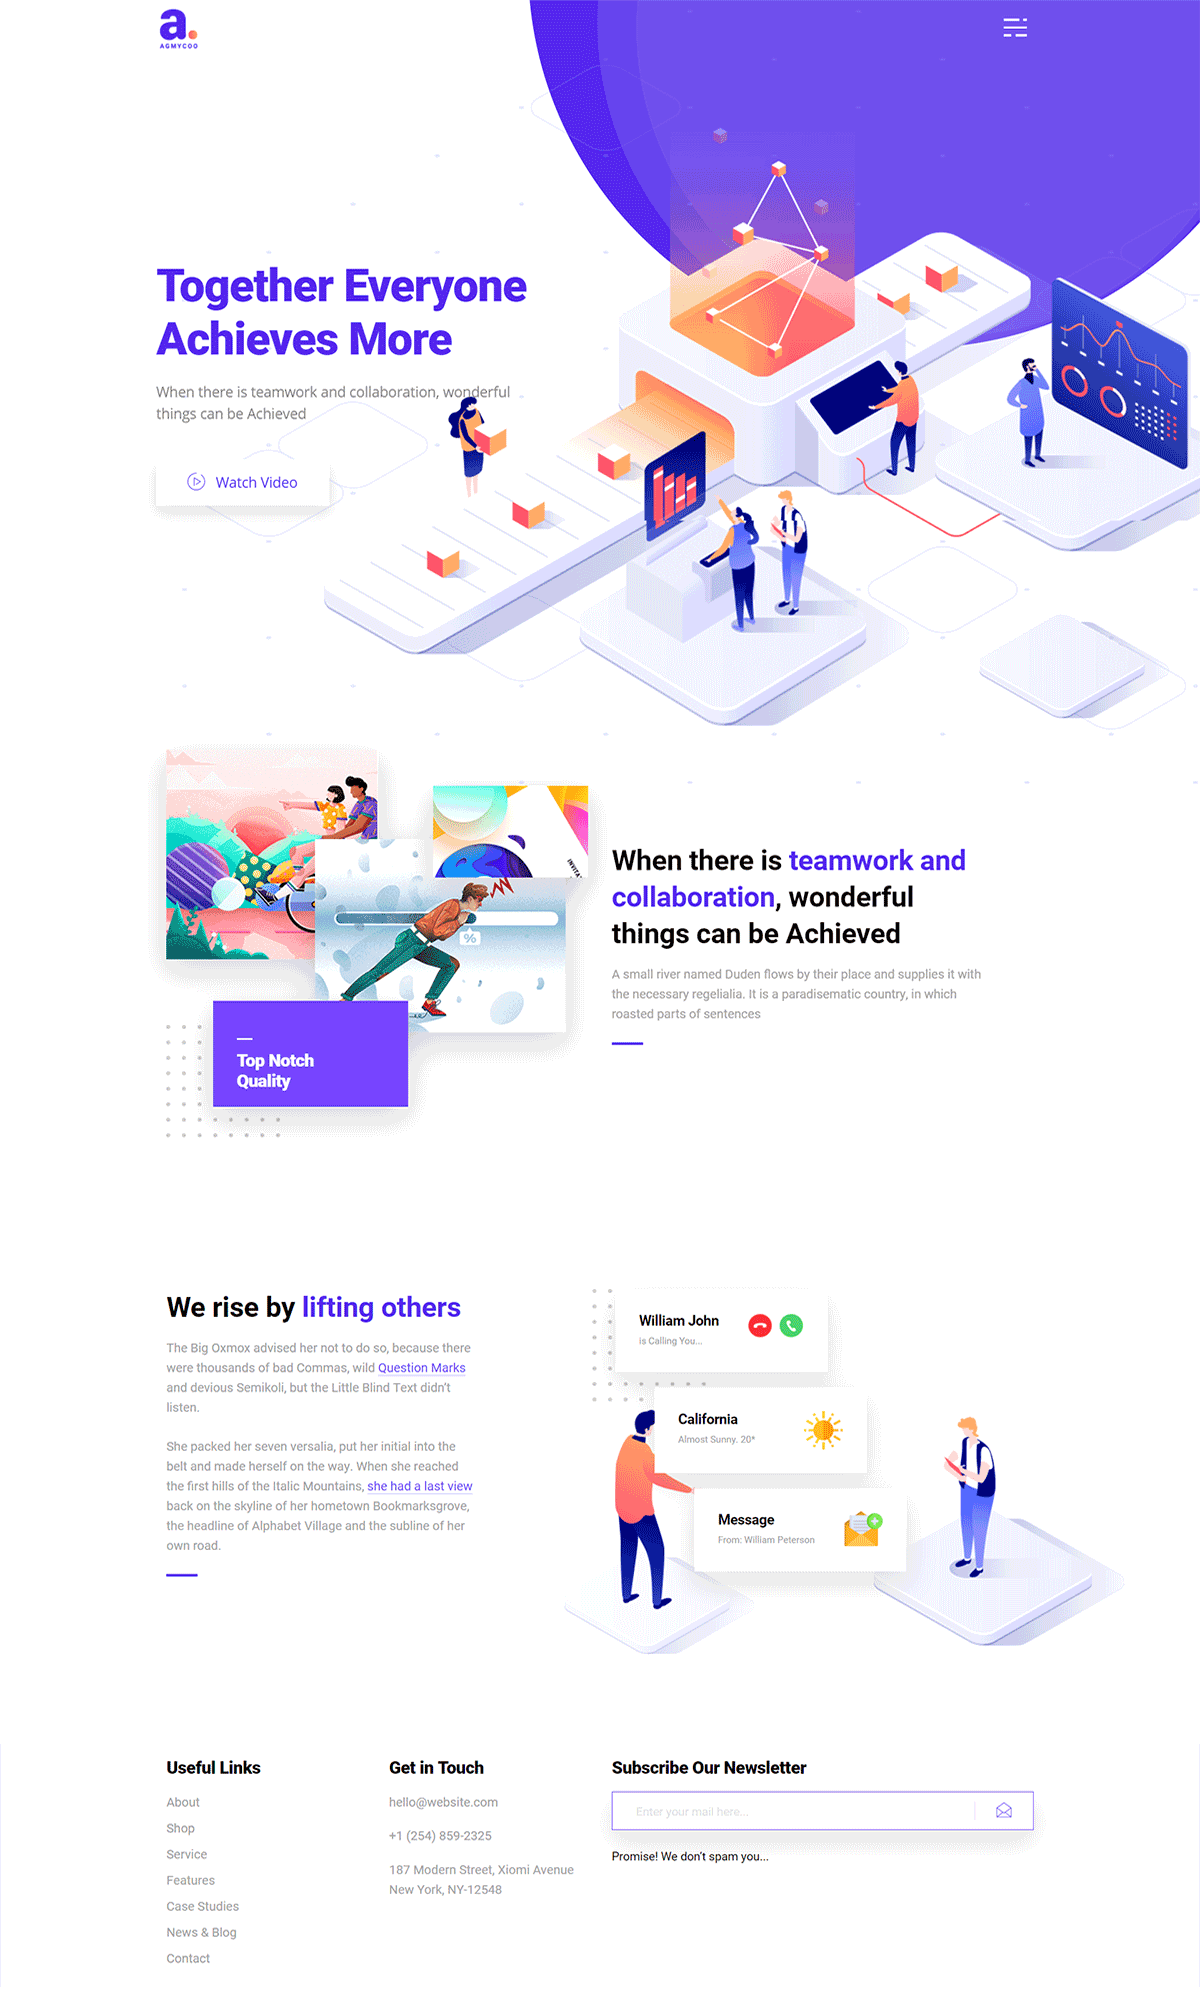 a.
AGMYCOO
Together Everyone
Achieves More
When there is teamwork and collaboration, wonderful
things can be Achieved
Watch Video
INVITA
%
Top Notch
Quality
When there is teamwork and
collaboration, wonderful
things can be Achieved
A small river named Duden flows by their place and supplies it with
the necessary regelialia. It is a paradisematic country, in which
roasted parts of sentences
We rise by lifting others
The Big Oxmox advised her not to do so, because there
were thousands of bad Commas, wild Question Marks
and devious Semikoli, but the Little Blind Text didn't
listen.
She packed her seven versalia, put her initial into the
belt and made herself on the way. When she reached
the first hills of the Italic Mountains, she had a last view
back on the skyline of her hometown Bookmarksgrove,
the headline of Alphabet Village and the subline of her
own road.
William John
is Calling You...
California
Almost Sunny. 20*
Message
From: William Peterson
Useful Links
About
Shop
Service
Features
Case Studies
News & Blog
Contact
Get in Touch
hello@website.com
+1 (254) 859-2325
187 Modern Street, Xiomi Avenue
New York, NY-12548
Subscribe Our Newsletter
Enter your mail here...
Promise! We don't spam you...